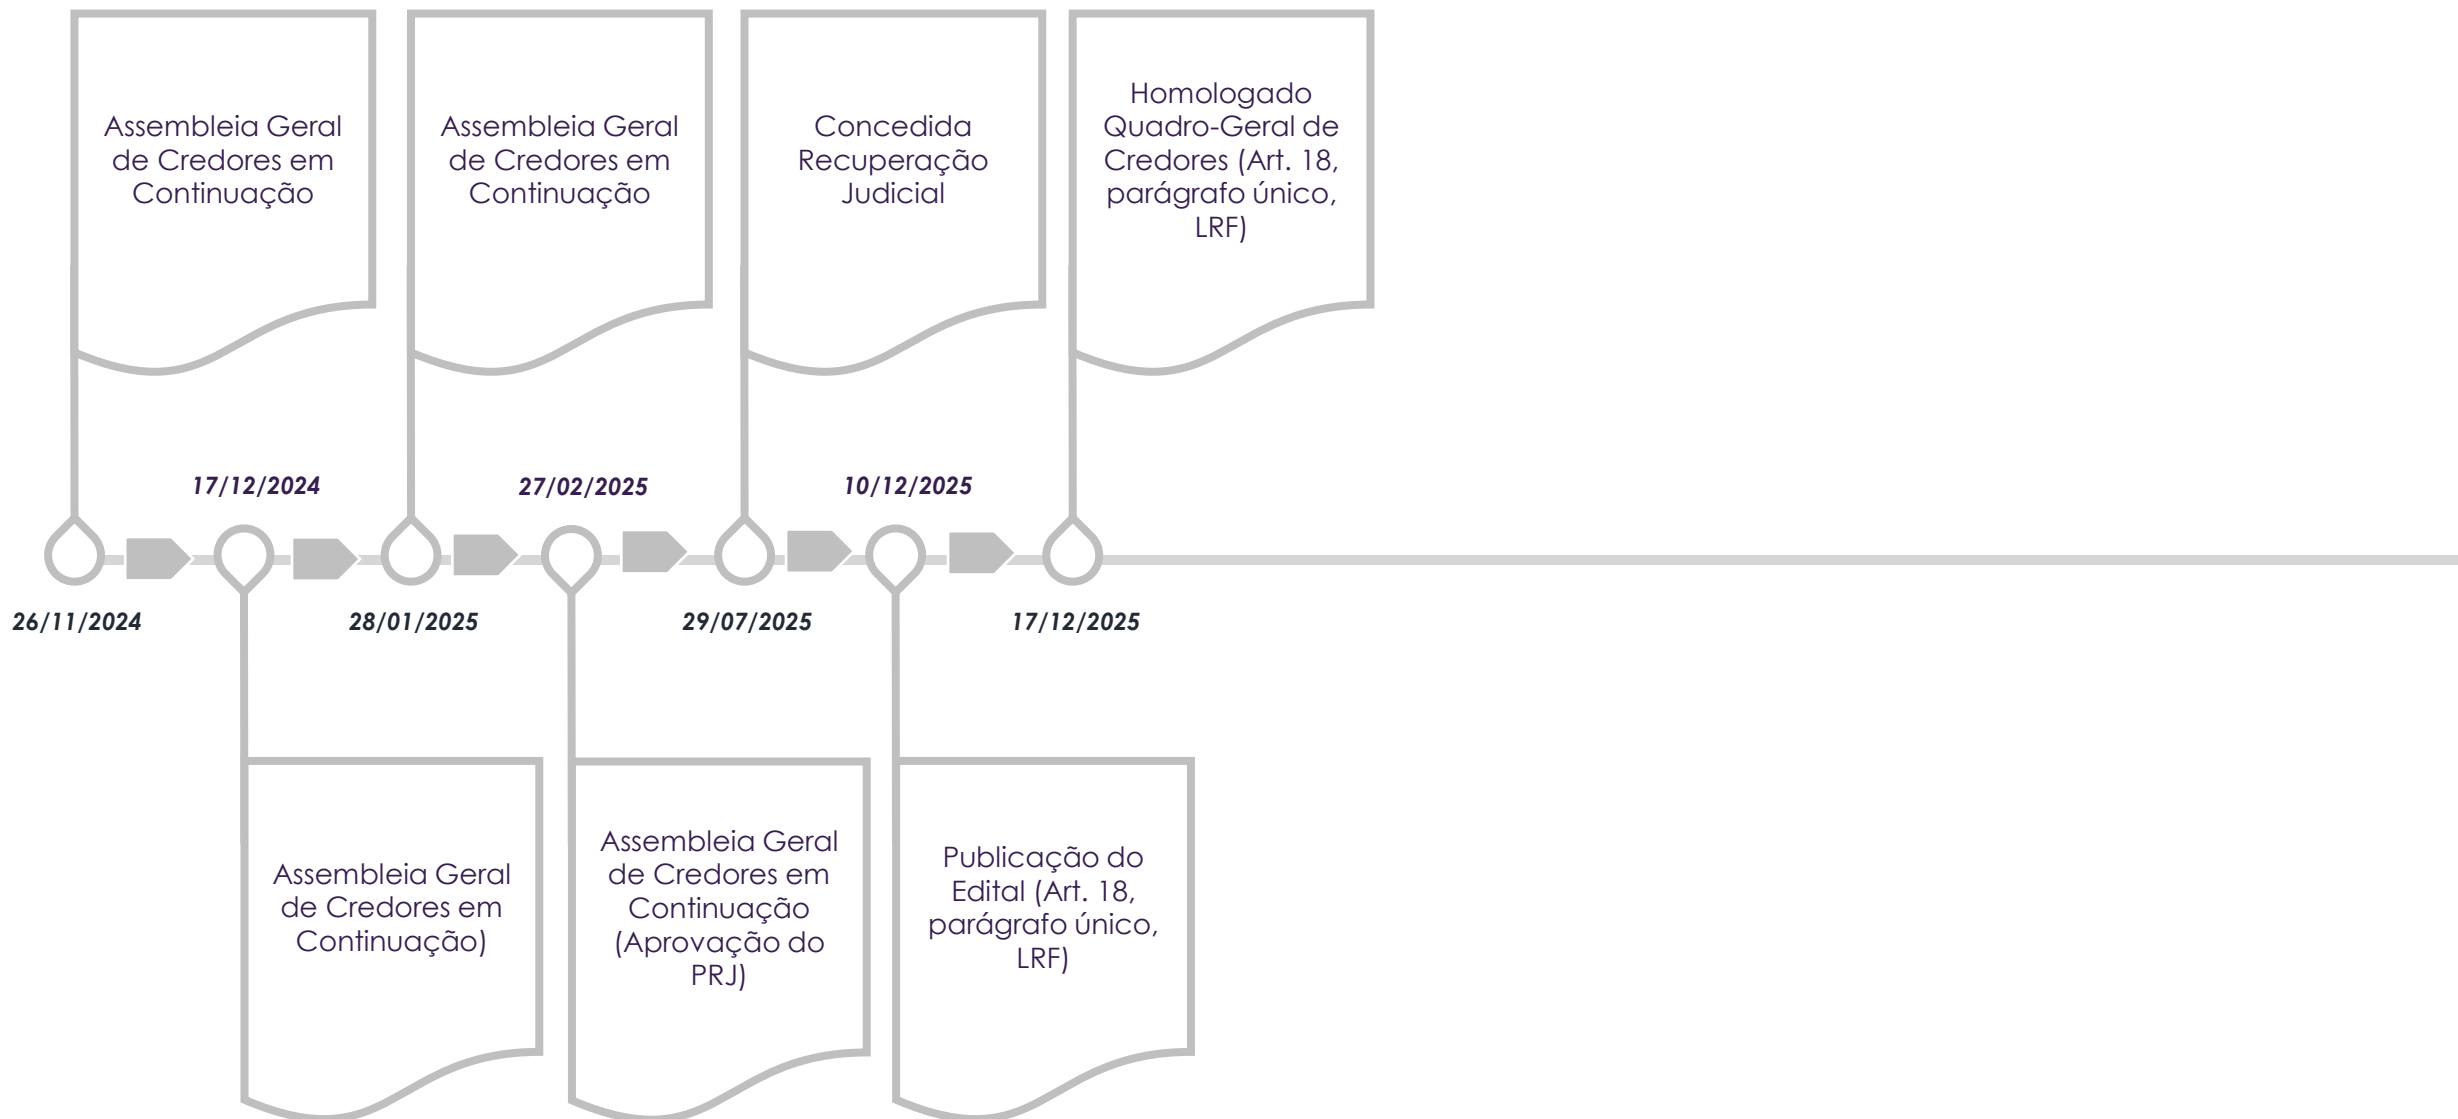 Assembleia Geral
de Credores em
Continuação
Assembleia Geral
de Credores em
Continuação
Concedida
Recuperação
Judicial
Homologado
Quadro-Geral de
Credores (Art. 18,
parágrafo único,
LRF)
17/12/2024
27/02/2025
10/12/2025
26/11/2024
28/01/2025
29/07/2025
17/12/2025
Assembleia Geral
de Credores em
Continuação)
Assembleia Geral
de Credores em
Continuação
(Aprovação do
PRJ)
Publicação do
Edital (Art. 18,
parágrafo único,
LRF)